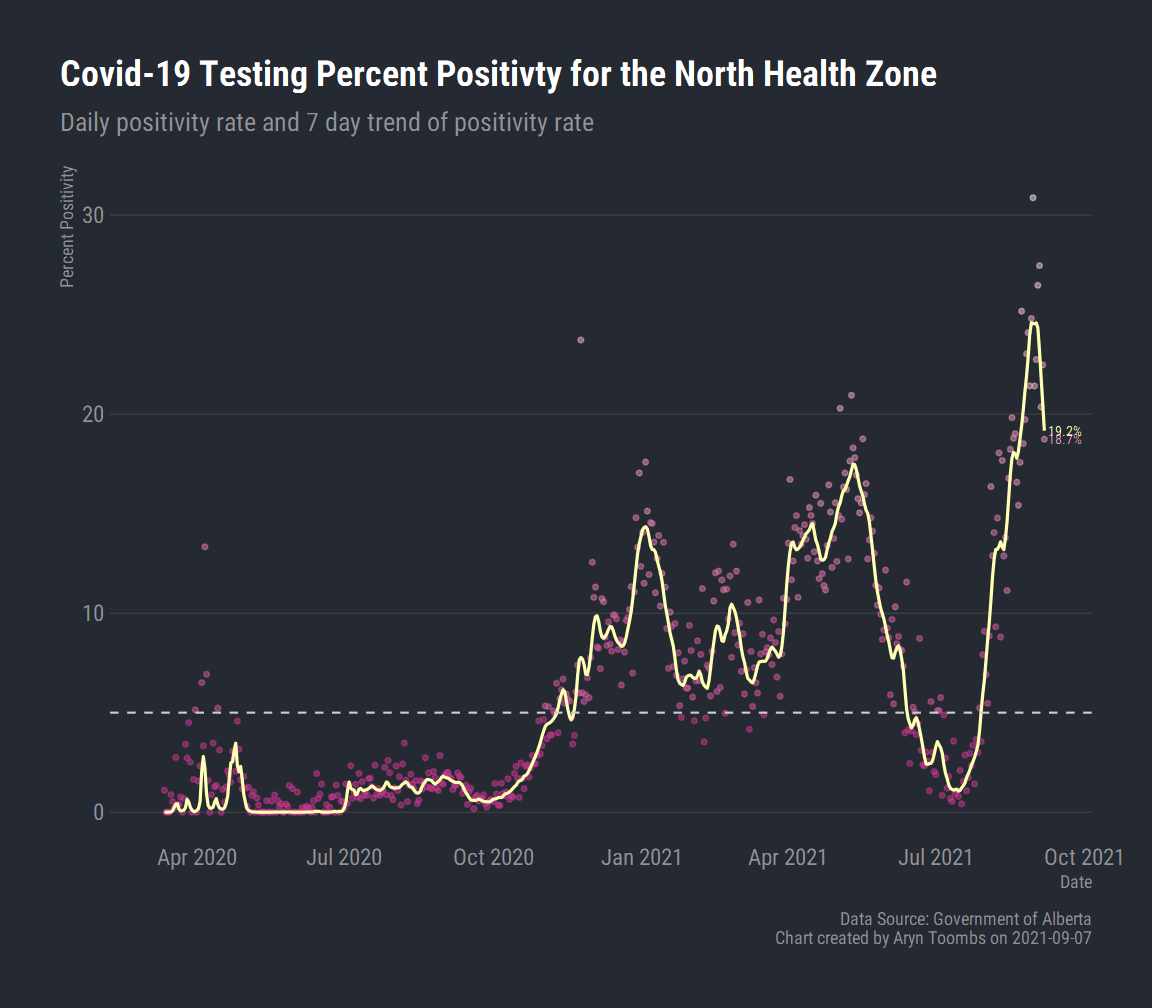 Covid-19 Testing Percent Positivty for the North Health Zone
Daily positivity rate and 7 day trend of positivity rate
Percent Positivity
30
20
10
0
19.2%
18.7%
Apr 2020 Jul 2020 Oct 2020 Jan 2021 Apr 2021 Jul 2021 Oct 2021
Date
Data Source: Government of Alberta
Chart created by Aryn Toombs on 2021-09-07